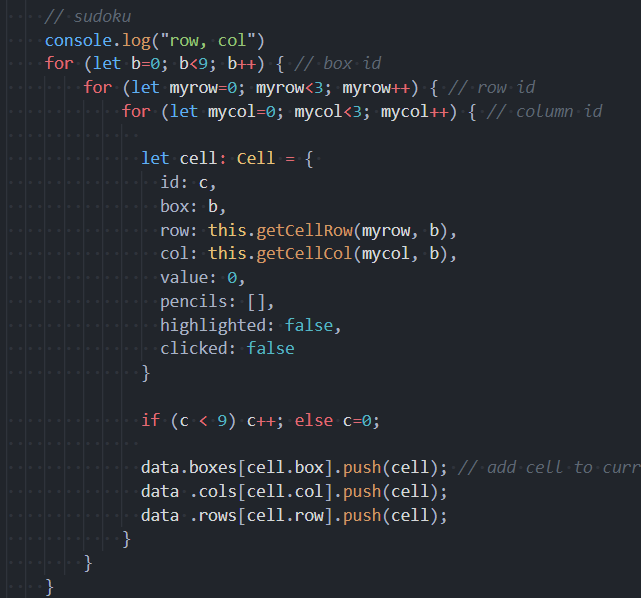 // sudoku
console.log("row, col")
for (let b=0; b<9; b++) { // box id
for (let myrow=0; myrow<3; myrow++) { // row id
for (let mycol=0; mycol<3; mycol++) { // column id
let cell: Cell = {
id: c,
box: b,
row: this.getCellRow(myrow, b),
col: this.getCellCol(mycol, b),
value: 0,
pencils: [],
highlighted: false,
clicked: false
}
if (c < 9) c++; else c=0;
data.boxes[cell.box].push(cell); // add cell to curr
data .cols[cell.col].push(cell);
data .rows[cell.row].push(cell);
}
}
}